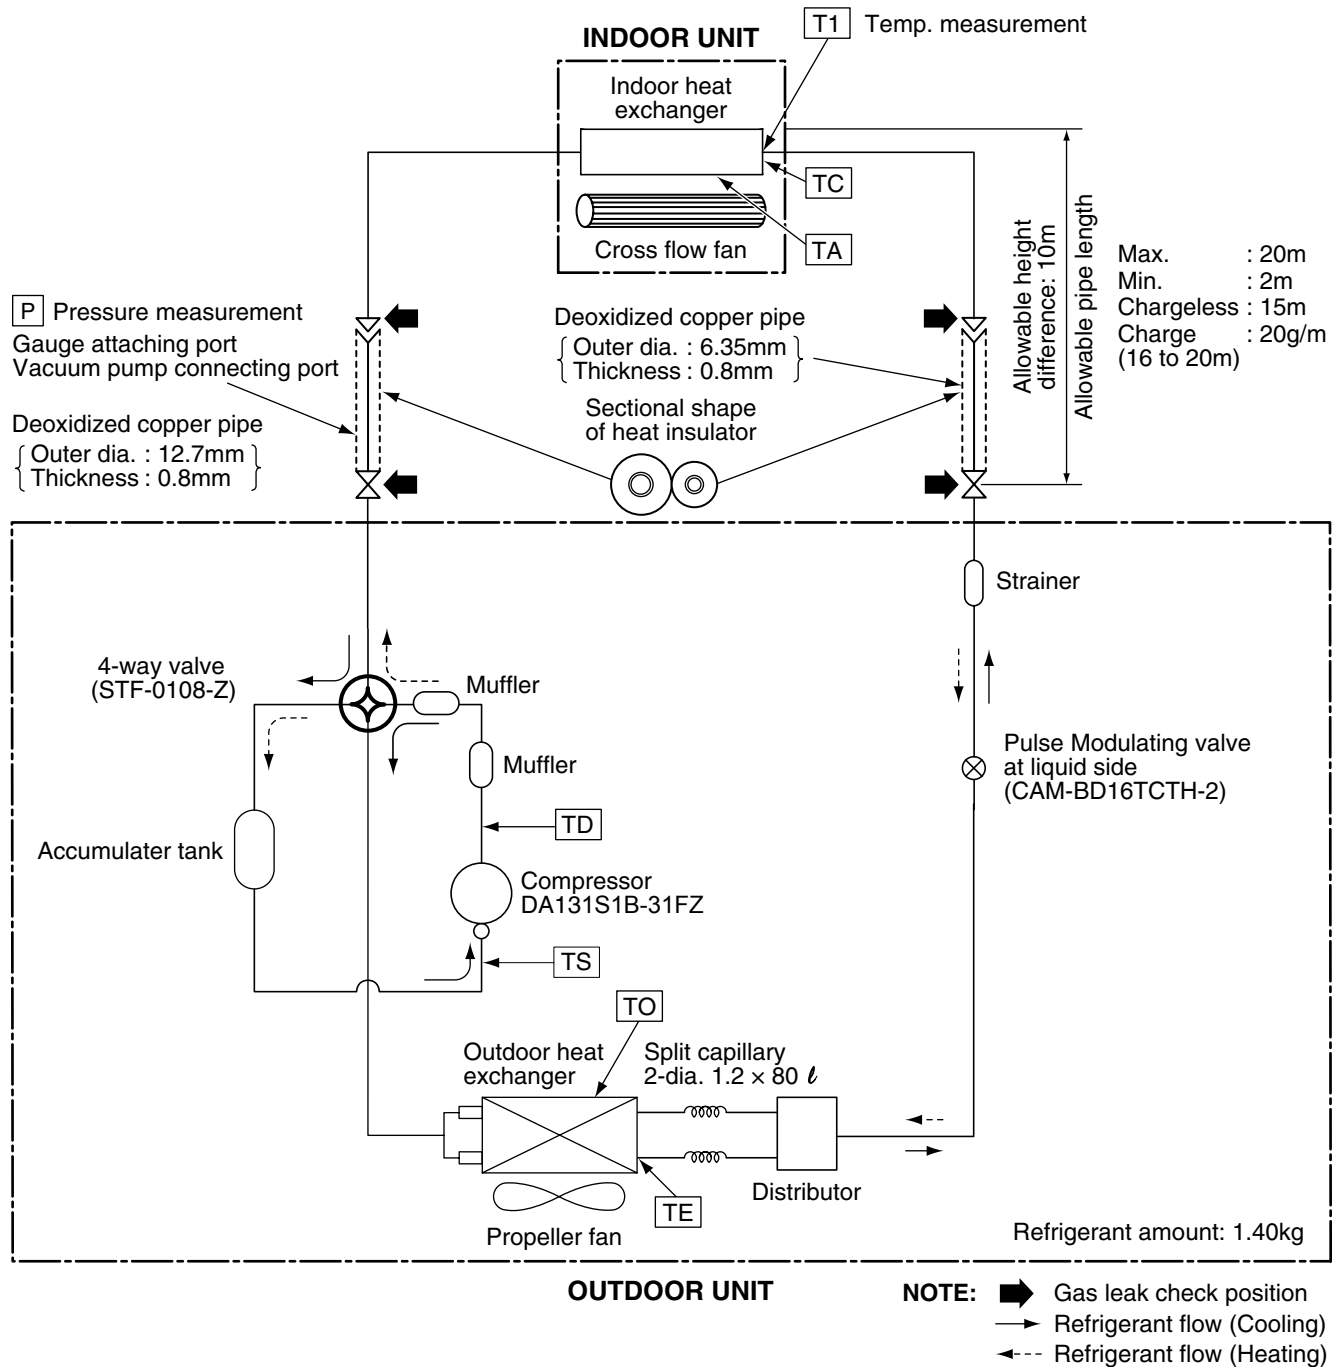 T1 Temp. measurement
INDOOR UNIT
Indoor heat
exchanger
TC
TA
Cross flow fan
Allowable height
difference: 10m
Allowable pipe length
Max. : 20m
Min. : 2m
Chargeless : 15m
Charge : 20g/m
(16 to 20m)
P Pressure measurement
Gauge attaching port
Vacuum pump connecting port
Deoxidized copper pipe
Outer dia. : 12.7mm
Thickness : 0.8mm
Deoxidized copper pipe
Outer dia. : 6.35mm
Thickness : 0.8mm
Sectional shape
of heat insulator
Strainer
4-way valve
(STF-0108-Z)
Muffler
Muffler
Pulse Modulating valve
at liquid side
(CAM-BD16TCTH-2)
TD
Accumulater tank
Compressor
DA131S1B-31FZ
TS
TO
Outdoor heat
exchanger
Split capillary
2-dia. 1.2 × 80 ℓ
TE
Distributor
Propeller fan
Refrigerant amount: 1.40kg
OUTDOOR UNIT
NOTE: Gas leak check position
Refrigerant flow (Cooling)
Refrigerant flow (Heating)